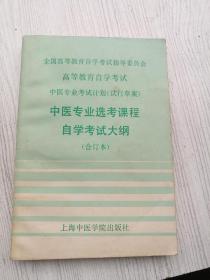 全国高等教育自学考试指导委员会
高等教育自学考试
中医专业考试计划(试行草案)
中医专业选考课程
自学考试大纲
(合订本)
上海中医学院出版社